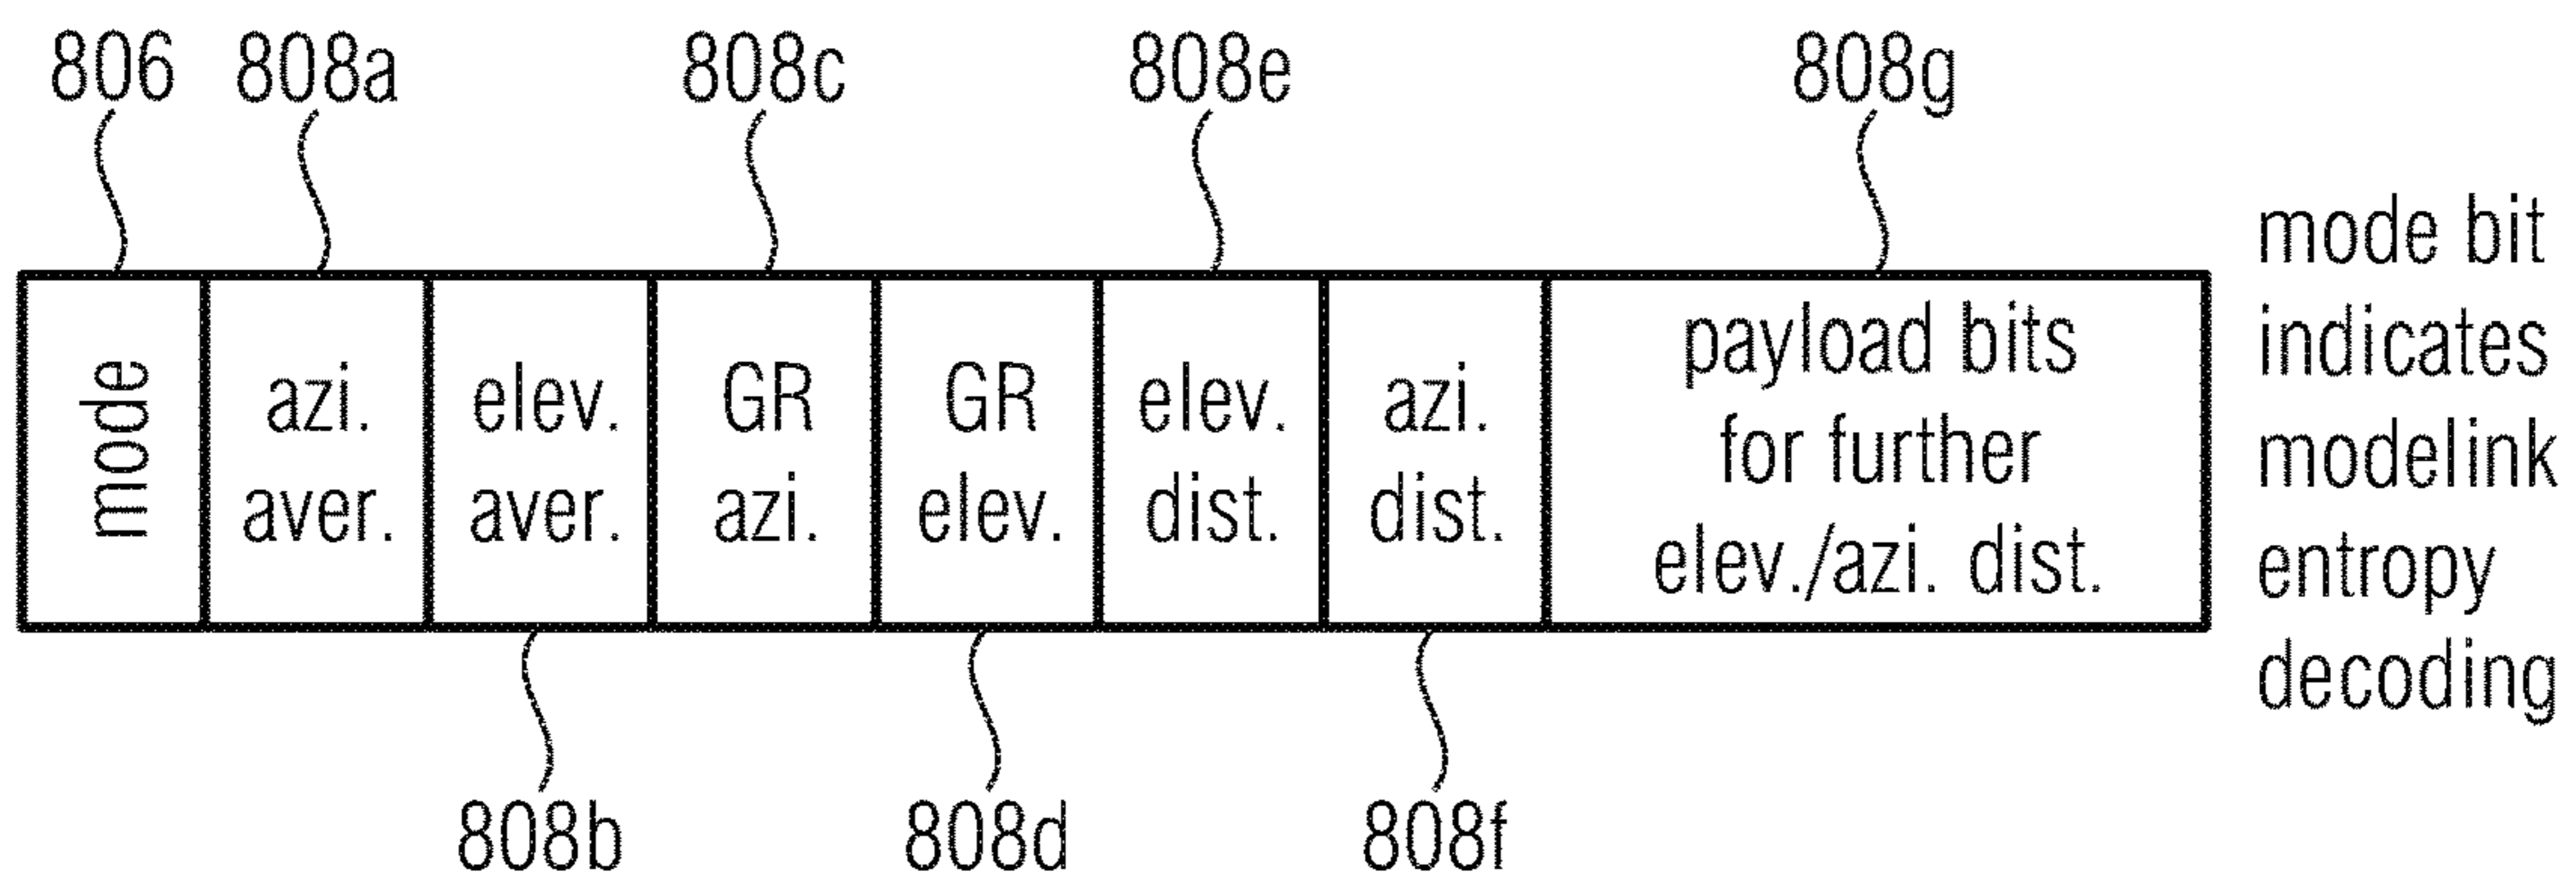 806 808a 808c 808e 808g
mode
azi.
aver.
elev.
aver.
GR
azi.
GR
elev.
elev.
dist.
azi.
dist.
payload bits
for further
elev./azi. dist.
mode bit
indicates
modelink
entropy
decoding
808b 808d 808f